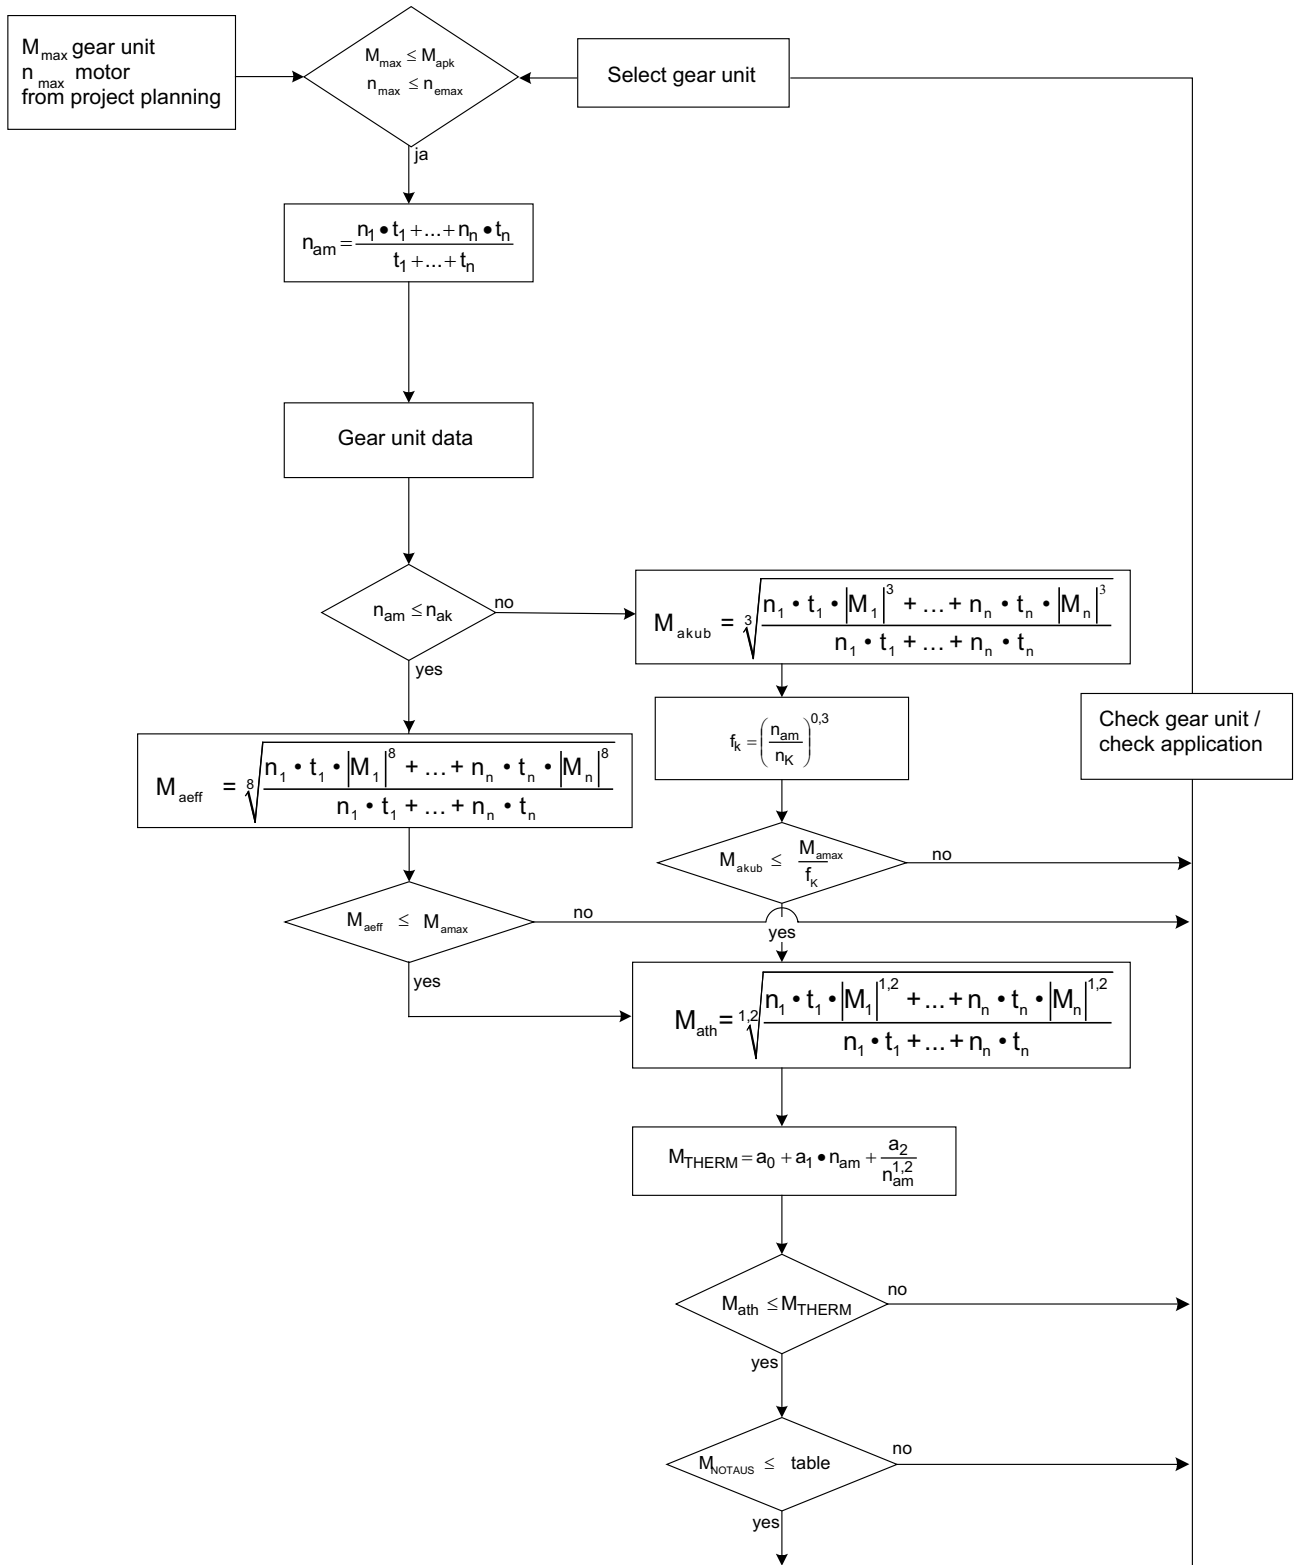 M_max gear unit
n_max motor
from project planning
M_max ≤ M_apk
n_max ≤ n_emax
Select gear unit
ja
n_am = (n_1 • t_1 + ... + n_n • t_n) / (t_1 + ... + t_n)
Gear unit data
n_am ≤ n_ak
no
yes
M_akub = ∛((n_1 • t_1 • |M_1|^3 + ... + n_n • t_n • |M_n|^3) / (n_1 • t_1 + ... + n_n • t_n))
f_k = (n_am / n_K)^0,3
Check gear unit /
check application
M_aeff = ⁸√((n_1 • t_1 • |M_1|^8 + ... + n_n • t_n • |M_n|^8) / (n_1 • t_1 + ... + n_n • t_n))
M_akub ≤ M_amax / f_K
no
M_aeff ≤ M_amax
no
yes
yes
M_ath = ^1,2√((n_1 • t_1 • |M_1|^1,2 + ... + n_n • t_n • |M_n|^1,2) / (n_1 • t_1 + ... + n_n • t_n))
M_THERM = a_0 + a_1 • n_am + a_2 / n_am^1,2
M_ath ≤ M_THERM
no
yes
M_NOTAUS ≤ table
no
yes